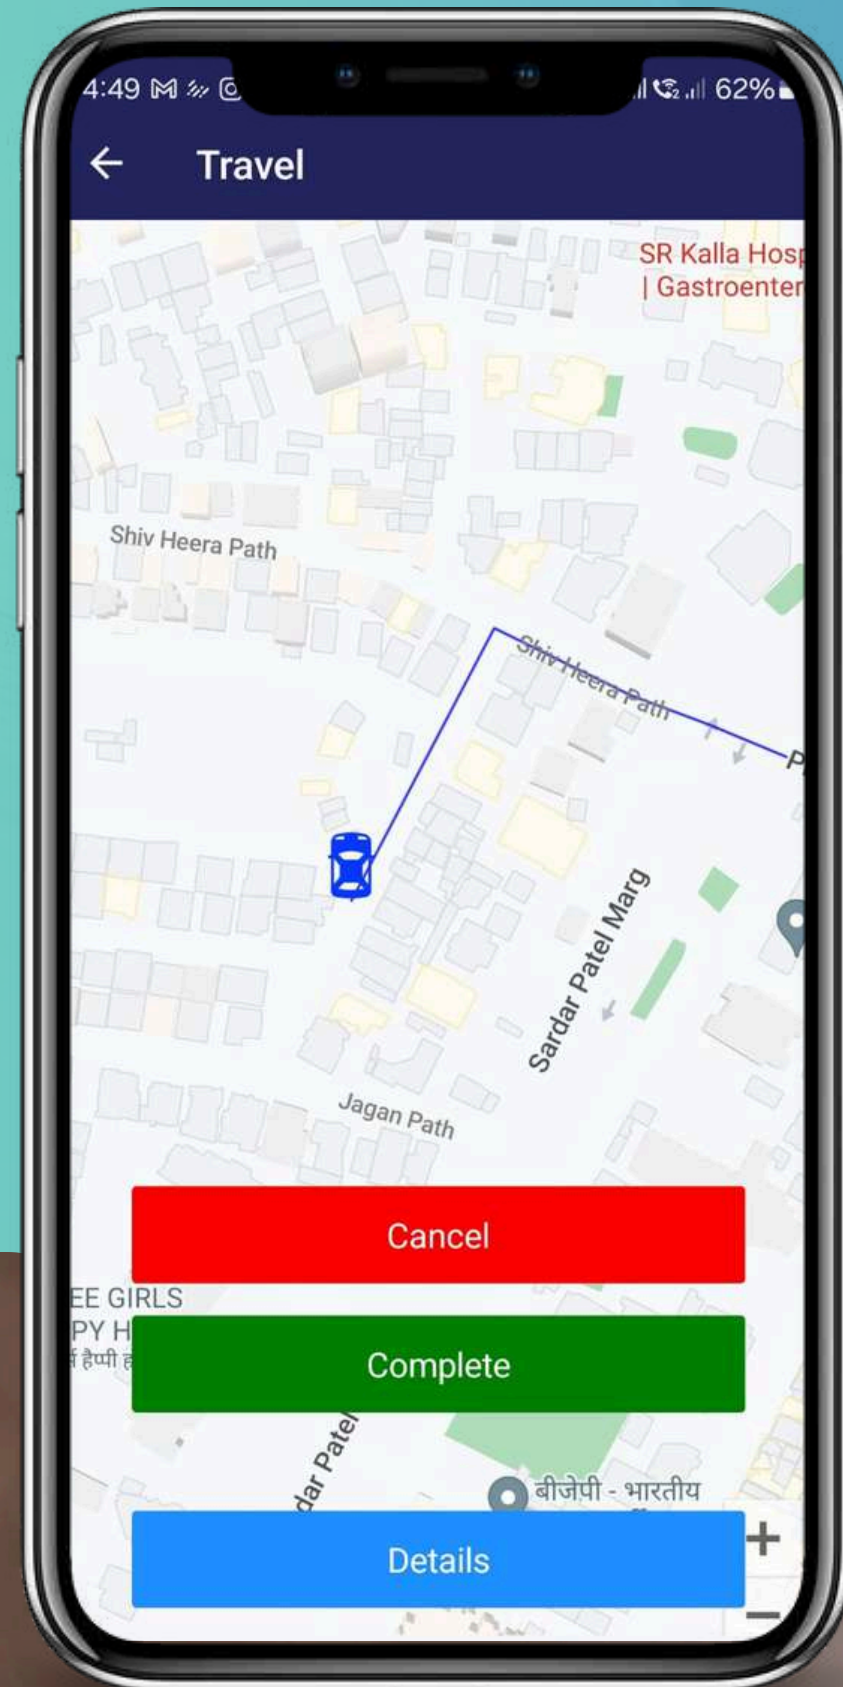 4:49
62%
Travel
SR Kalla Hosp
| Gastroenter
Shiv Heera Path
Shiv Heera Path
P
Sardar Patel Marg
Jagan Path
Cancel
EE GIRLS
PY H
Complete
dar Patel
बीजेपी - भारतीय
Details